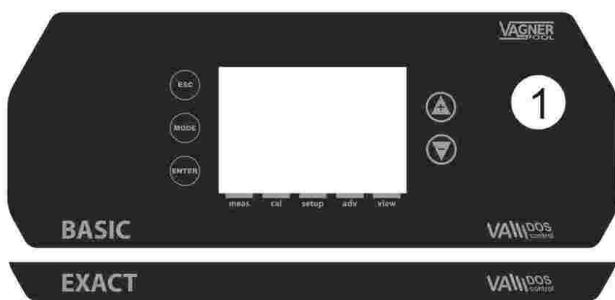 VAGNER
POOL
ESC
1
MODE
+
-
ENTER
meas. cal setup adv view
BASIC
VA DOS
control
EXACT
VA DOS
control